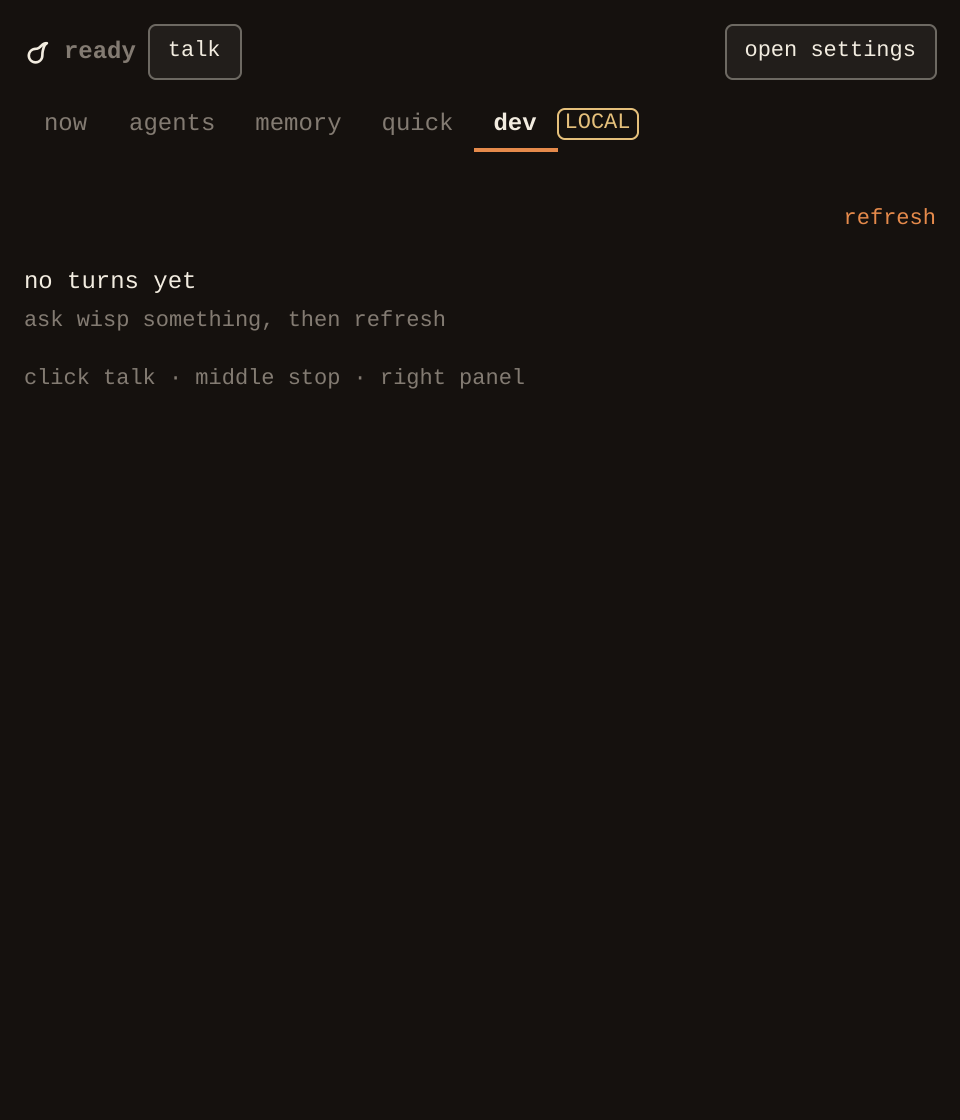 ready talk open settings
now agents memory quick dev LOCAL
refresh
no turns yet
ask wisp something, then refresh
click talk · middle stop · right panel